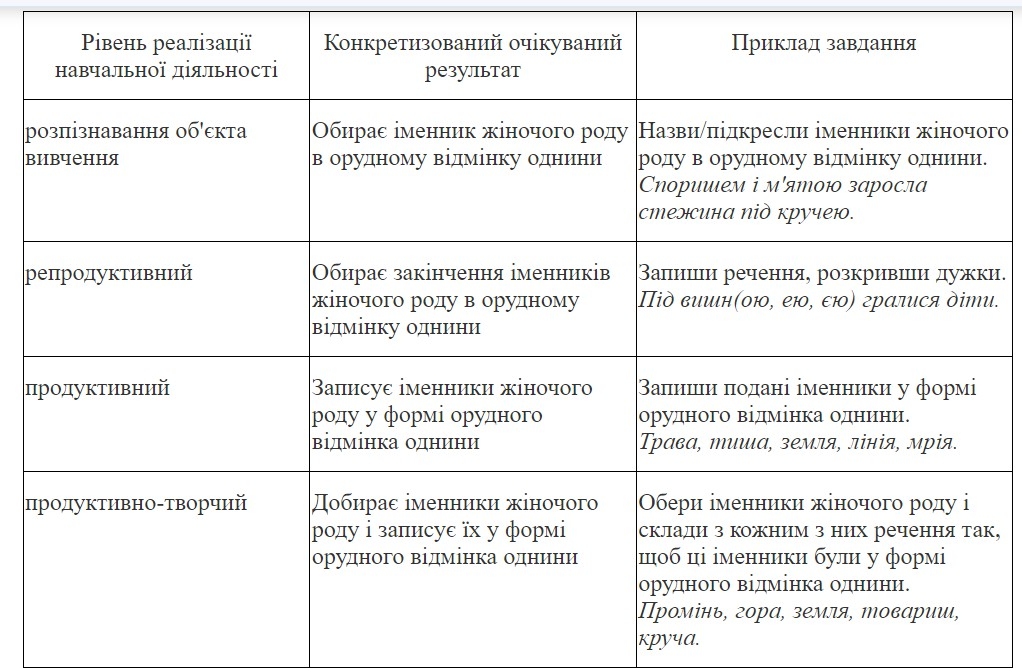 Рівень реалізації
навчальної діяльності
Конкретизований очікуваний
результат
Приклад завдання
розпізнавання об'єкта
вивчення
Обирає іменник жіночого роду
в орудному відмінку однини
Назви/підкресли іменники жіночого
роду в орудному відмінку однини.
Споришем і м'ятою заросла
стежина під кручею.
репродуктивний
Обирає закінчення іменників
жіночого роду в орудному
відмінку однини
Запиши речення, розкривши дужки.
Під вишн(ою, ею, єю) гралися діти.
продуктивний
Записує іменники жіночого
роду у формі орудного
відмінка однини
Запиши подані іменники у формі
орудного відмінка однини.
Трава, тиша, земля, лінія, мрія.
продуктивно-творчий
Добирає іменники жіночого
роду і записує їх у формі
орудного відмінка однини
Обери іменники жіночого роду і
склади з кожним з них речення так,
щоб ці іменники були у формі
орудного відмінка однини.
Промінь, гора, земля, товариш,
круча.